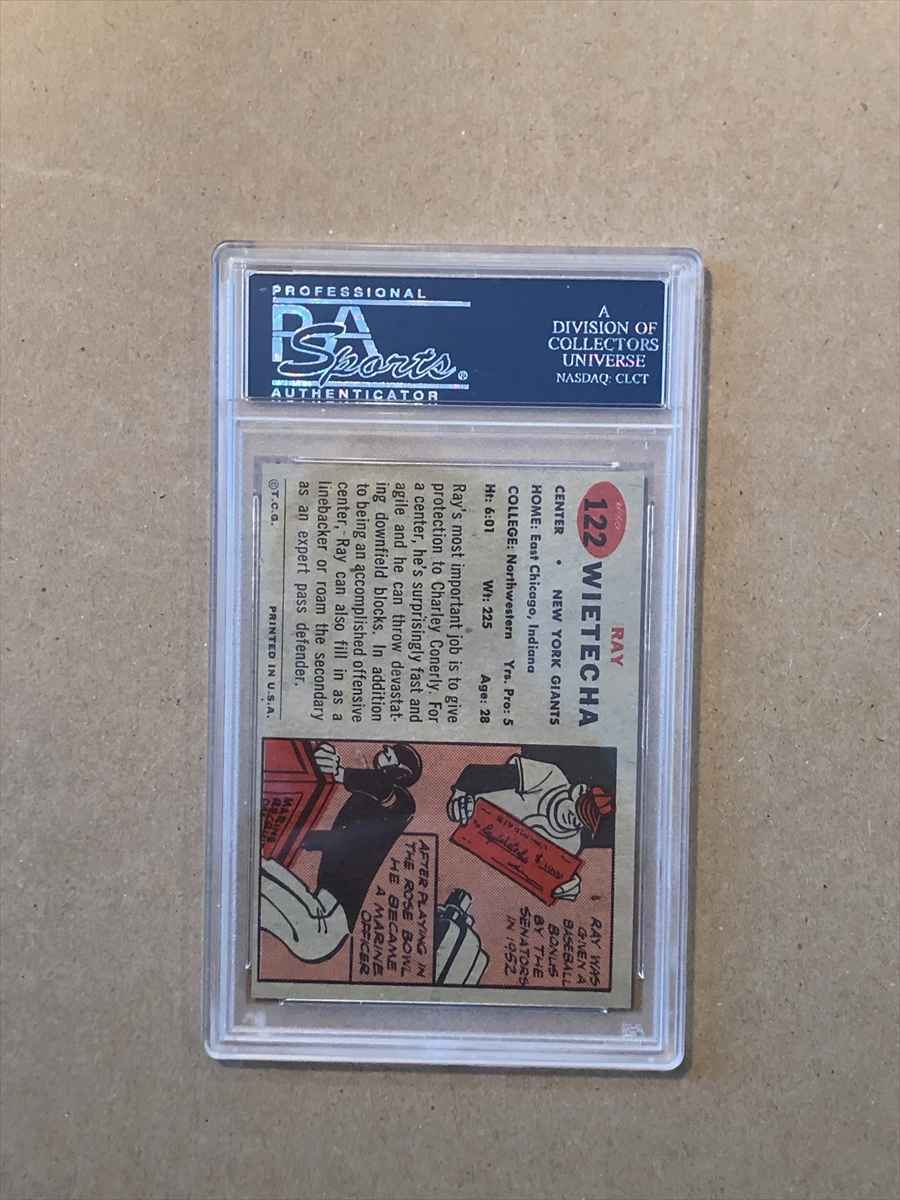 PROFESSIONAL
PSA
Sports®
AUTHENTICATOR
A
DIVISION OF
COLLECTORS
UNIVERSE
NASDAQ: CLCT
122
RAY
WIETECHA
CENTER • NEW YORK GIANTS
HOME: East Chicago, Indiana
COLLEGE: Northwestern Yrs. Pro: 5
Ht: 6:01 Wt: 225 Age: 28
Ray's most important job is to give
protection to Charley Conerly. For
a center, he's surprisingly fast and
agile and he can throw devastat-
ing downfield blocks. In addition
to being an accomplished offensive
center, Ray can also fill in as a
linebacker or roam the secondary
as an expert pass defender.
©T.C.G. PRINTED IN U.S.A.
RAY WAS
GIVEN A
BASEBALL
BONUS
BY THE
SENATORS
IN 1952
AFTER PLAYING IN
THE ROSE BOWL
HE BECAME
A MARINE
OFFICER
MARINE